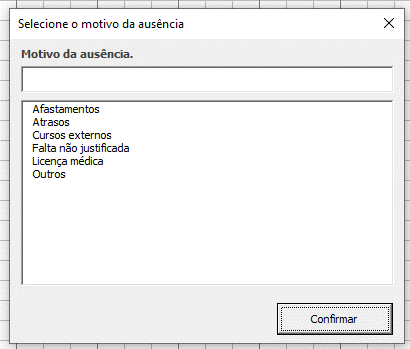 Selecione o motivo da ausência
Motivo da ausência.
Afastamentos
Atrasos
Cursos externos
Falta não justificada
Licença médica
Outros
Confirmar